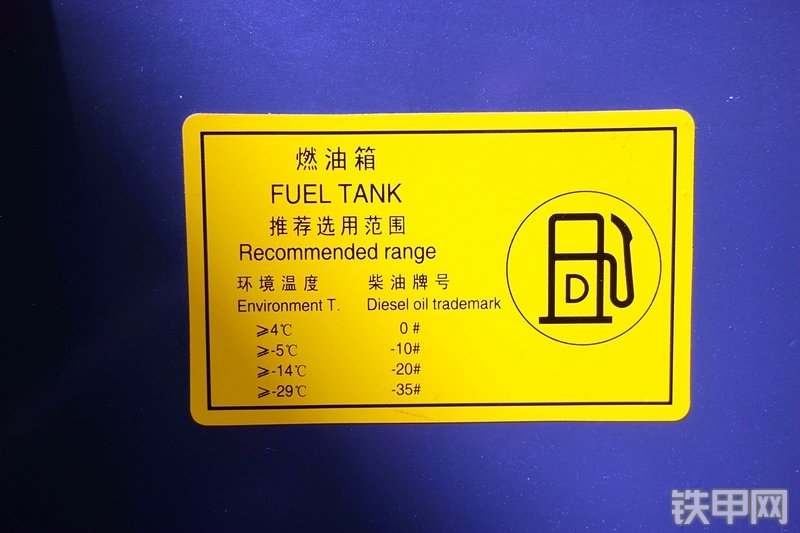 燃油箱
FUEL TANK
推荐选用范围
Recommended range
环境温度 柴油牌号
Environment T. Diesel oil trademark
≥4℃ 0#
≥-5℃ -10#
≥-14℃ -20#
≥-29℃ -35#
D
铁甲网